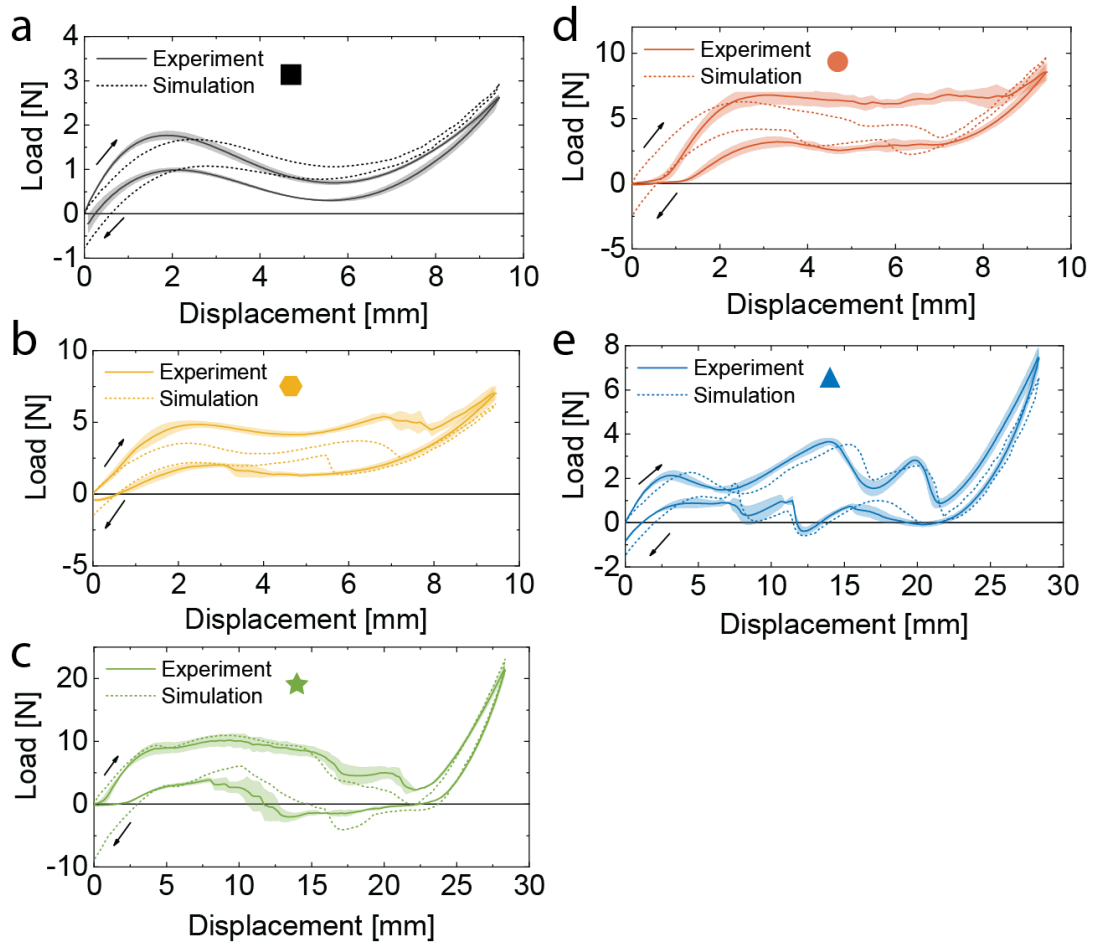 a
4
3
2
1
0
-1
Load [N]
Experiment
Simulation
0 2 4 6 8 10
Displacement [mm]
b
10
5
0
-5
Load [N]
Experiment
Simulation
0 2 4 6 8 10
Displacement [mm]
c
20
10
0
-10
Load [N]
Experiment
Simulation
0 5 10 15 20 25 30
Displacement [mm]
d
10
5
0
-5
Load [N]
Experiment
Simulation
0 2 4 6 8 10
Displacement [mm]
e
8
6
4
2
0
-2
Load [N]
Experiment
Simulation
0 5 10 15 20 25 30
Displacement [mm]